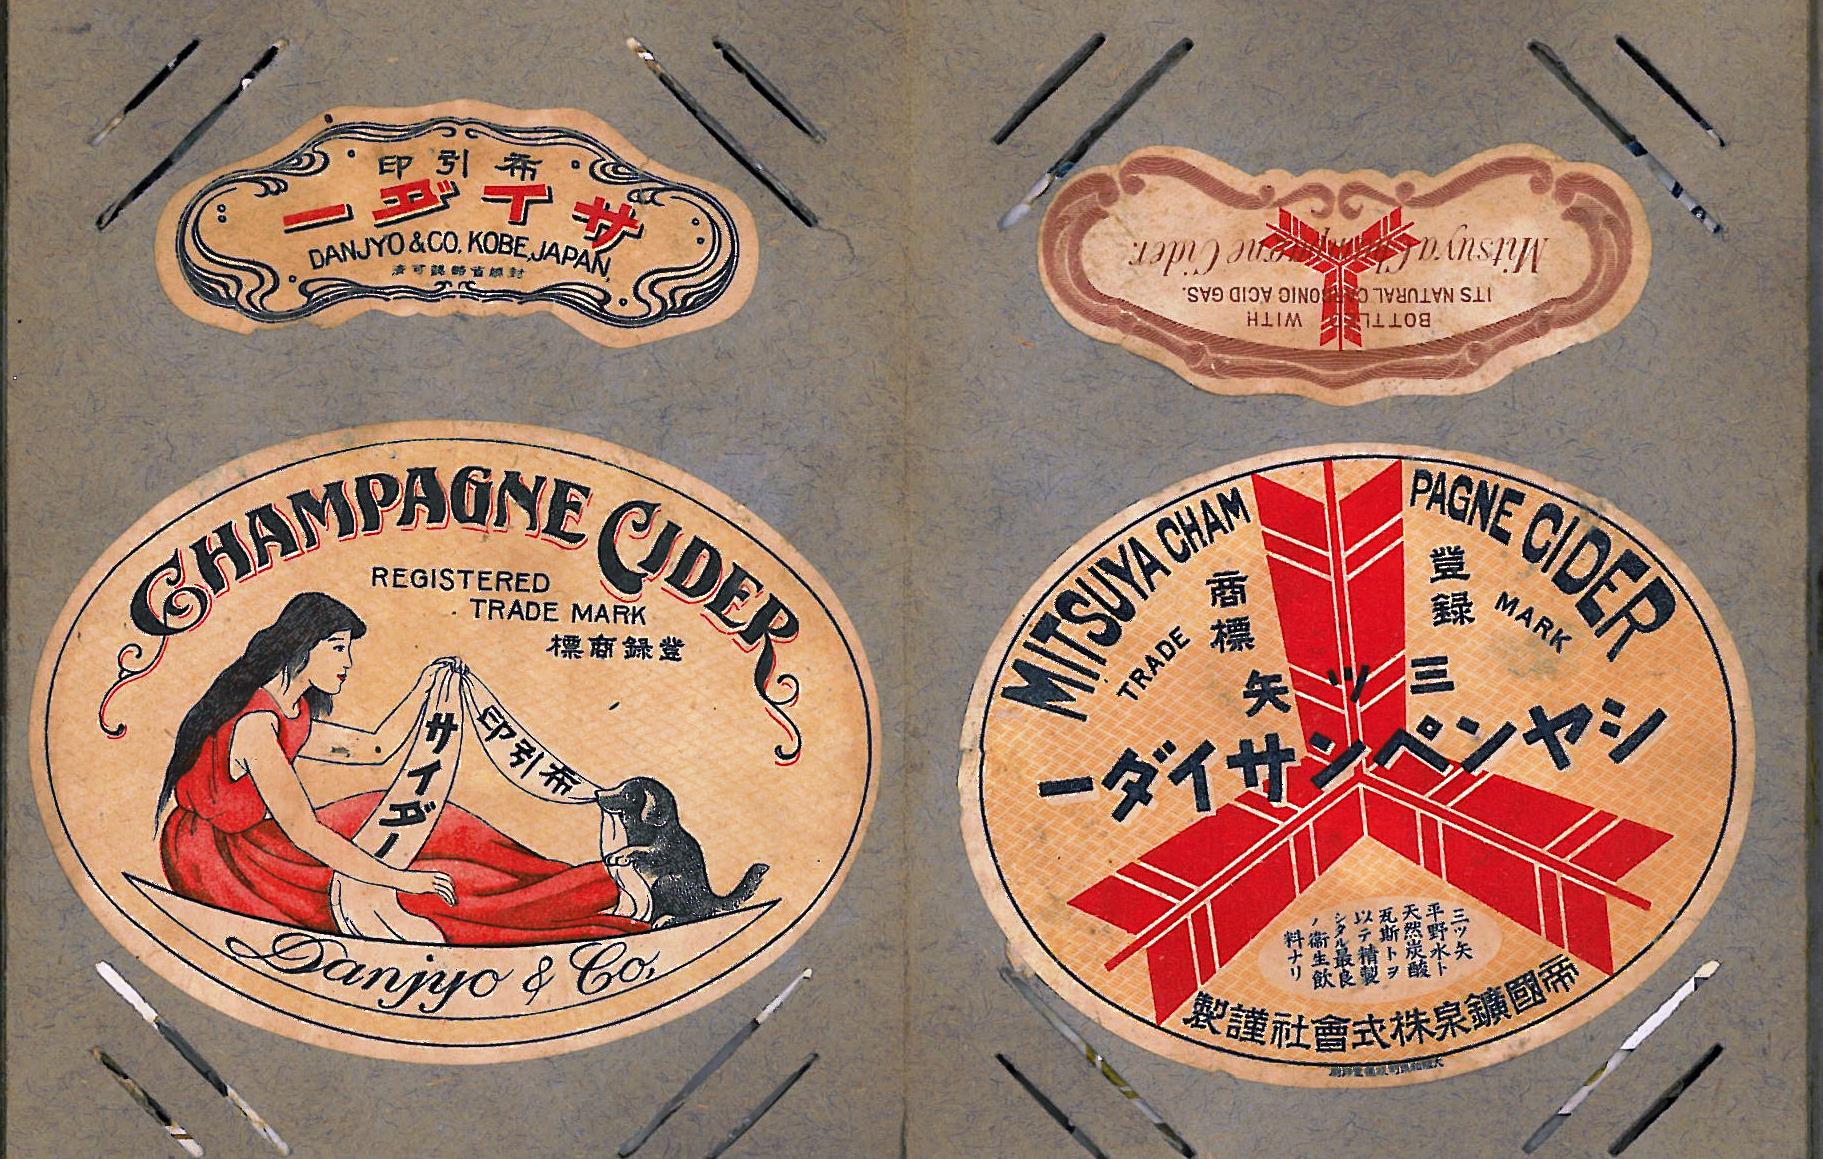 布引印
サイダー
DANJYO & CO, KOBE, JAPAN,
CHAMPAGNE CIDER
REGISTERED
TRADE MARK
登録商標
布引印
サイダー
Danjyo & Co,
Mitsuya Champagne Cider.
BOTTLED WITH
ITS NATURAL CARBONIC ACID GAS.
MITSUYA CHAMPAGNE CIDER
登録
商標
TRADE MARK
三ツ矢
シヤンペンサイダー
三ツ矢
平野水ト
天然炭酸
瓦斯トヲ
以テ精製
シタル最良
ノ衛生飲
料ナリ
帝國鑛泉株式會社謹製